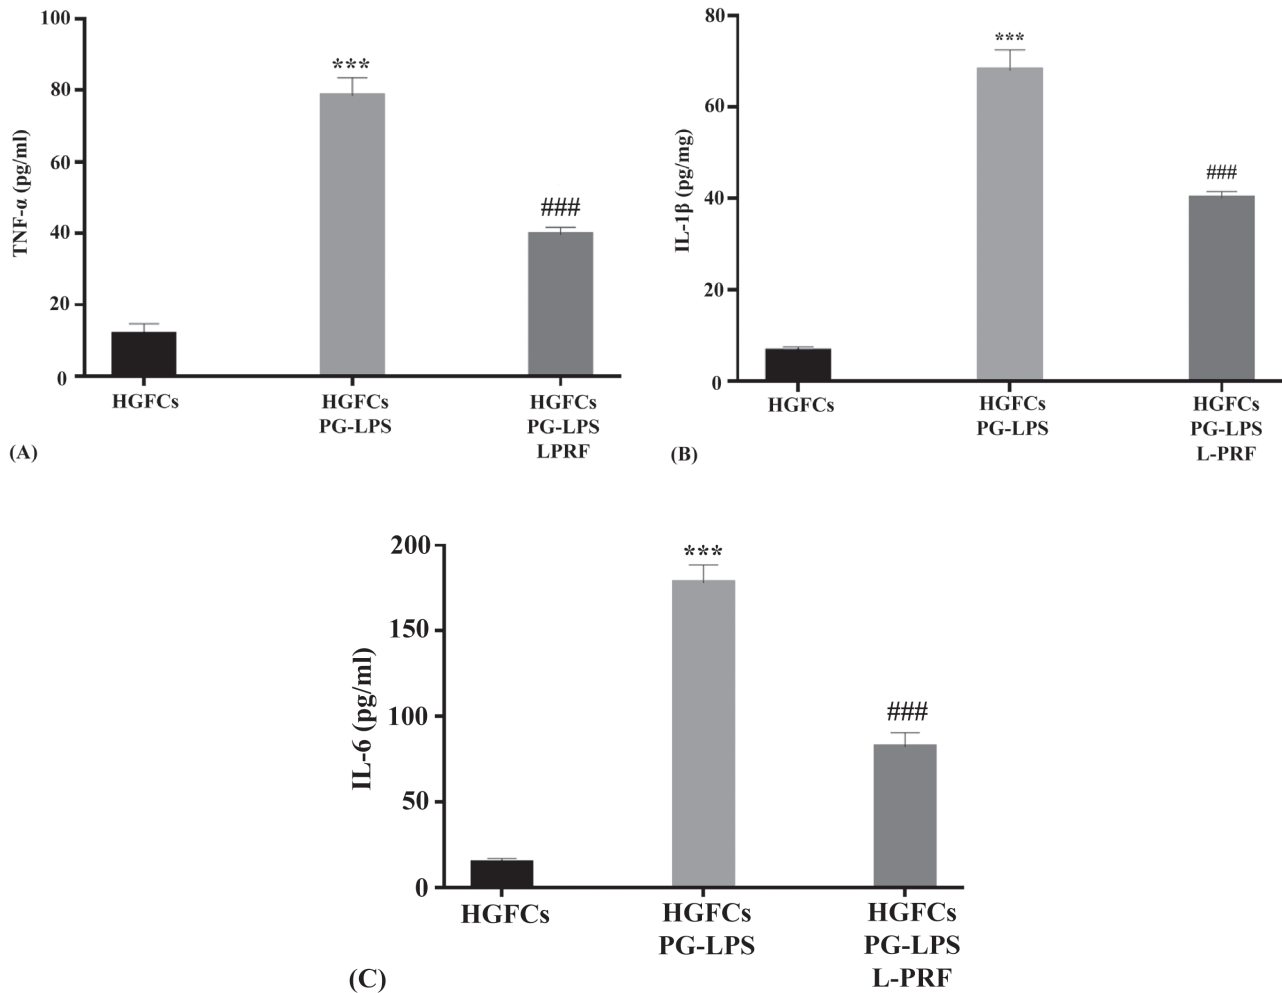 100
80
60
40
20
0
TNF-α (pg/ml)
***
###
HGFCs
HGFCs
PG-LPS
HGFCs
PG-LPS
LPRF
(A)
80
60
40
20
0
IL-1β (pg/mg)
***
###
HGFCs
HGFCs
PG-LPS
HGFCs
PG-LPS
L-PRF
(B)
200
150
100
50
0
IL-6 (pg/ml)
***
###
HGFCs
HGFCs
PG-LPS
HGFCs
PG-LPS
L-PRF
(C)